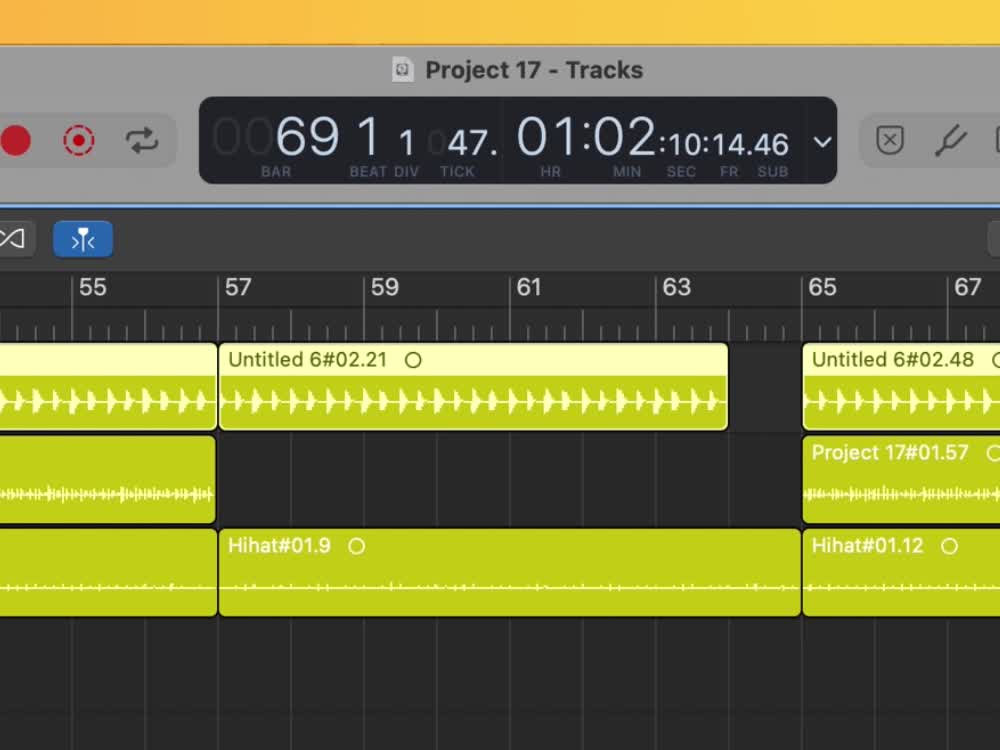 Project 17 - Tracks
0069 1 1 047. 01:02:10:14.46
BAR BEAT DIV TICK HR MIN SEC FR SUB
55 57 59 61 63 65 67
Untitled 6#02.21 Untitled 6#02.48
Project 17#01.57
Hihat#01.9 Hihat#01.12